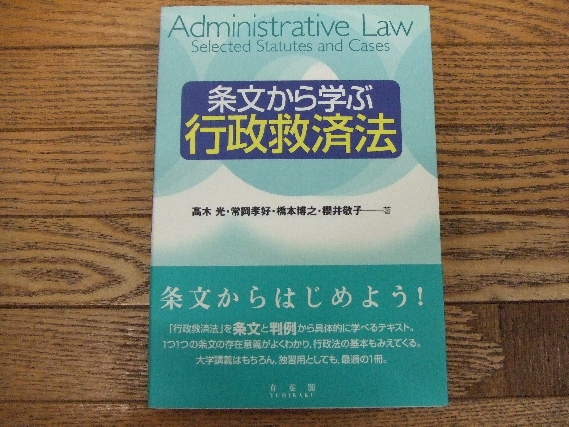 Administrative Law
Selected Statutes and Cases
条文から学ぶ
行政救済法
高木 光・常岡孝好・橋本博之・櫻井敬子──著
条文からはじめよう!
「行政救済法」を条文と判例から具体的に学べるテキスト。
1つ1つの条文の存在意義がよくわかり、行政法の基本もみえてくる。
大学講義はもちろん、独習用としても、最適の1冊。
有斐閣
YUHIKAKU